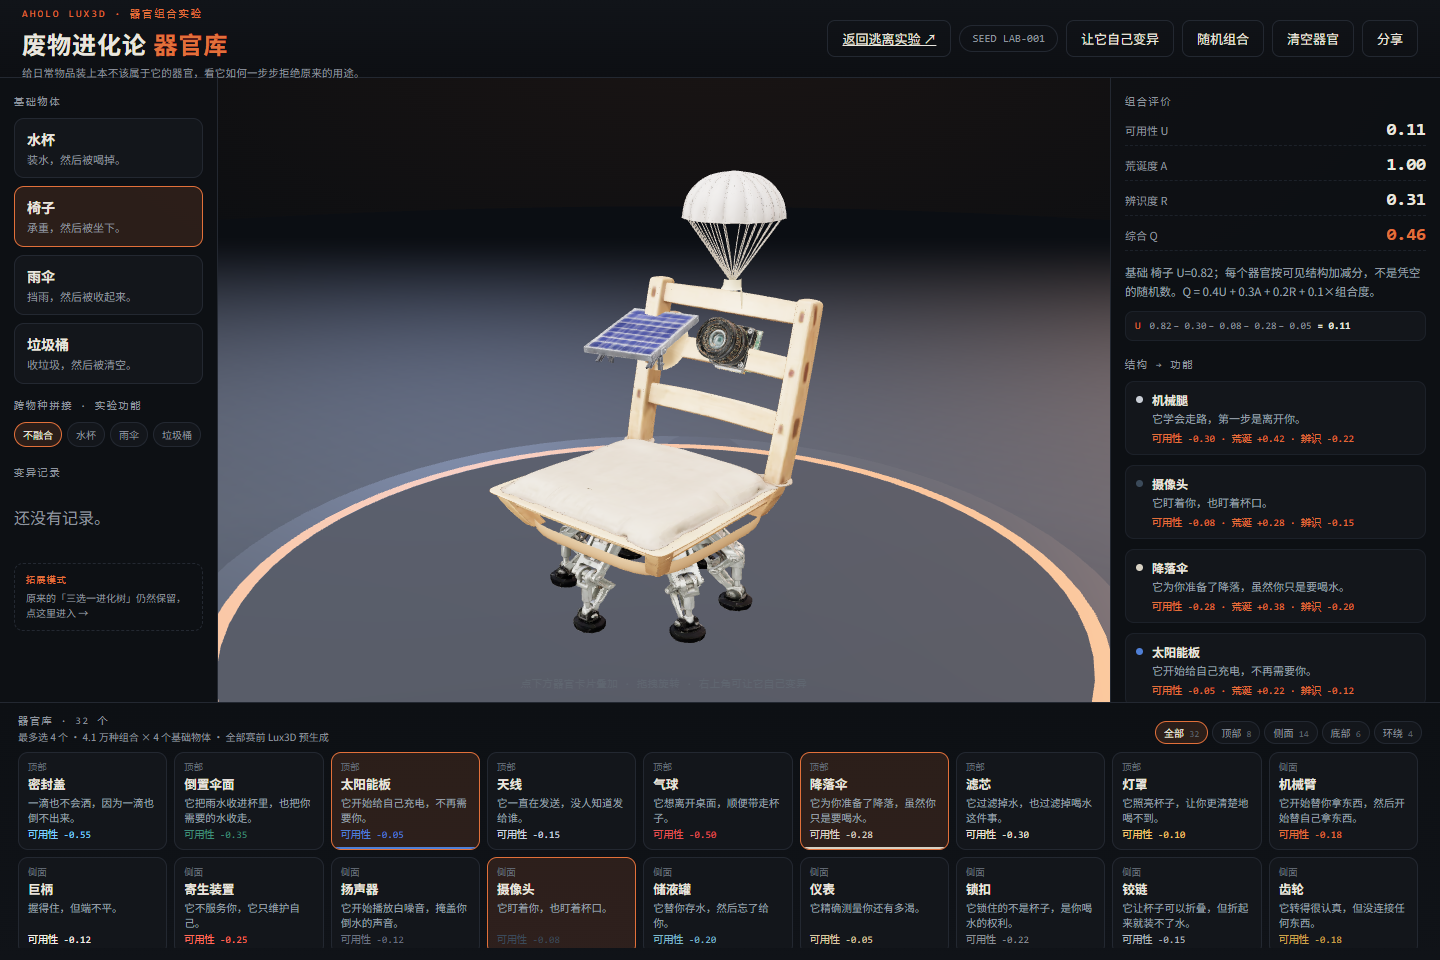 AHOLO LUX3D · 器官组合实验
废物进化论 器官库
给日常物品装上本不该属于它的器官，看它如何一步步拒绝原来的用途。
返回逃离实验 ↗
SEED LAB-001
让它自己变异
随机组合
清空器官
分享
基础物体
水杯
装水，然后被喝掉。
椅子
承重，然后被坐下。
雨伞
挡雨，然后被收起来。
垃圾桶
收垃圾，然后被清空。
跨物种拼接 · 实验功能
不融合
水杯
雨伞
垃圾桶
变异记录
还没有记录。
拓展模式
原来的「三选一进化树」仍然保留，
点这里进入 →
组合评价
可用性 U
0.11
荒诞度 A
1.00
辨识度 R
0.31
综合 Q
0.46
基础 椅子 U=0.82；每个器官按可见结构加减分，不是凭空
的随机数。Q = 0.4U + 0.3A + 0.2R + 0.1×组合度。
U 0.82 − 0.30 − 0.08 − 0.28 − 0.05 = 0.11
结构 → 功能
机械腿
它学会走路，第一步是离开你。
可用性 -0.30 · 荒诞 +0.42 · 辨识 -0.22
摄像头
它盯着你，也盯着杯口。
可用性 -0.08 · 荒诞 +0.28 · 辨识 -0.15
降落伞
它为你准备了降落，虽然你只是要喝水。
可用性 -0.28 · 荒诞 +0.38 · 辨识 -0.20
太阳能板
它开始给自己充电，不再需要你。
可用性 -0.05 · 荒诞 +0.22 · 辨识 -0.12
器官库 · 32 个
最多选 4 个 · 4.1 万种组合 × 4 个基础物体 · 全部赛前 Lux3D 预生成
全部 32
顶部 8
侧面 14
底部 6
环绕 4
顶部
密封盖
一滴也不会洒，因为一滴也
倒不出来。
可用性 -0.55
顶部
倒置伞面
它把雨水收进杯里，也把你
需要的水收走。
可用性 -0.35
顶部
太阳能板
它开始给自己充电，不再需
要你。
可用性 -0.05
顶部
天线
它一直在发送，没人知道发
给谁。
可用性 -0.15
顶部
气球
它想离开桌面，顺便带走杯
子。
可用性 -0.50
顶部
降落伞
它为你准备了降落，虽然你
只是要喝水。
可用性 -0.28
顶部
滤芯
它过滤掉水，也过滤掉喝水
这件事。
可用性 -0.30
顶部
灯罩
它照亮杯子，让你更清楚地
喝不到。
可用性 -0.10
侧面
机械臂
它开始替你拿东西，然后开
始替自己拿东西。
可用性 -0.18
侧面
巨柄
握得住，但端不平。
可用性 -0.12
侧面
寄生装置
它不服务你，它只维护自
己。
可用性 -0.25
侧面
扬声器
它开始播放白噪音，掩盖你
倒水的声音。
可用性 -0.12
侧面
摄像头
它盯着你，也盯着杯口。
可用性 -0.08
侧面
储液罐
它替你存水，然后忘了给
你。
可用性 -0.20
侧面
仪表
它精确测量你还有多渴。
可用性 -0.05
侧面
锁扣
它锁住的不是杯子，是你喝
水的权利。
可用性 -0.22
侧面
铰链
它让杯子可以折叠，但折起
来就装不了水。
可用性 -0.15
侧面
齿轮
它转得很认真，但没连接任
何东西。
可用性 -0.18